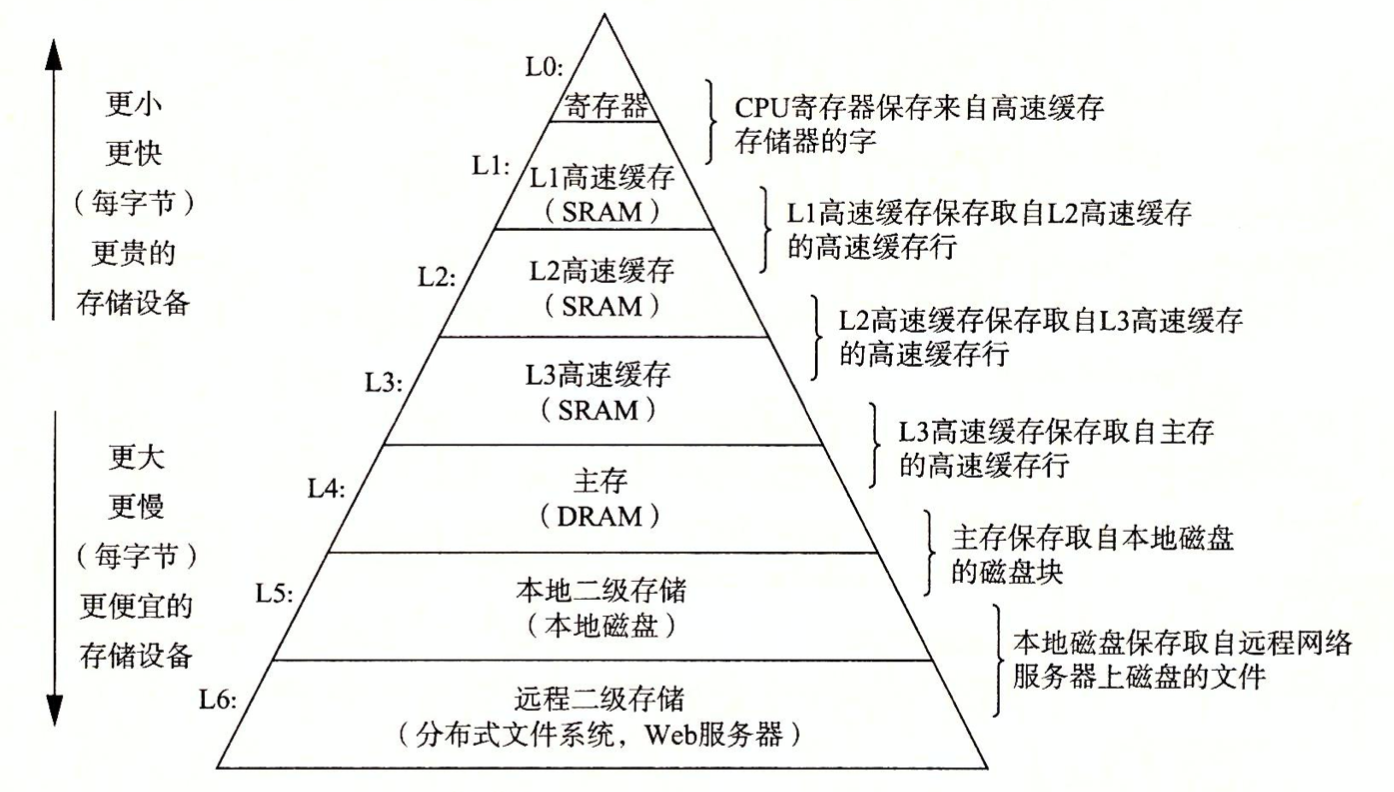 更小
更快
（每字节）
更贵的
存储设备
更大
更慢
（每字节）
更便宜的
存储设备
L0:
寄存器
CPU寄存器保存来自高速缓存
存储器的字
L1:
L1高速缓存
（SRAM）
L1高速缓存保存取自L2高速缓存
的高速缓存行
L2:
L2高速缓存
（SRAM）
L2高速缓存保存取自L3高速缓存
的高速缓存行
L3:
L3高速缓存
（SRAM）
L3高速缓存保存取自主存
的高速缓存行
L4:
主存
（DRAM）
主存保存取自本地磁盘
的磁盘块
L5:
本地二级存储
（本地磁盘）
本地磁盘保存取自远程网络
服务器上磁盘的文件
L6:
远程二级存储
（分布式文件系统，Web服务器）